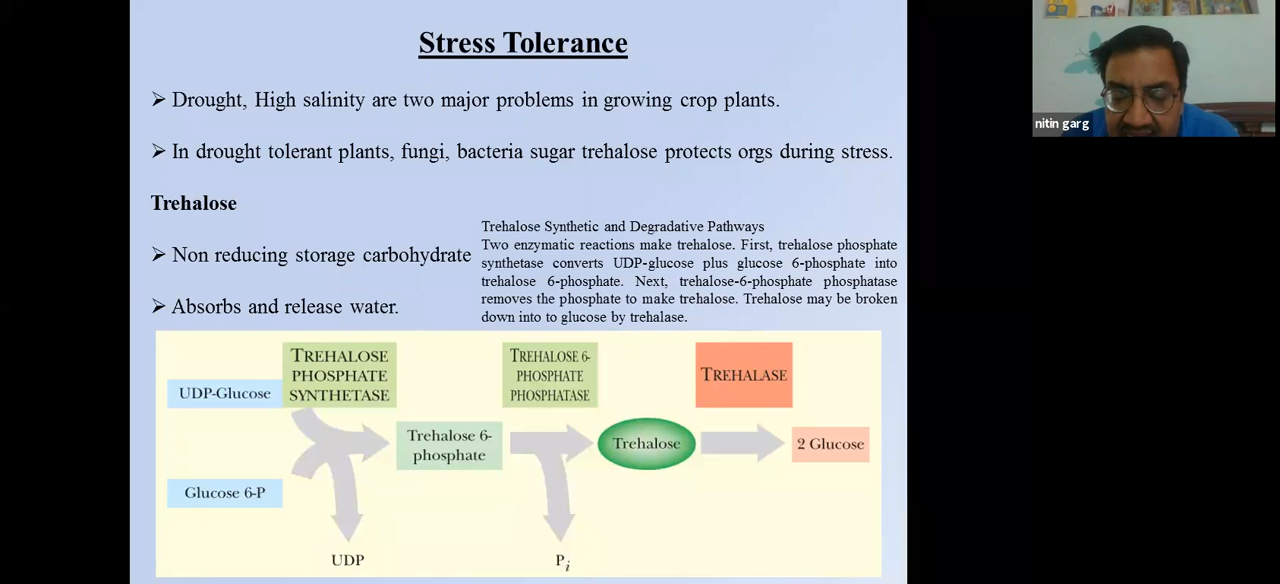 Stress Tolerance
➢ Drought, High salinity are two major problems in growing crop plants.
➢ In drought tolerant plants, fungi, bacteria sugar trehalose protects orgs during stress.
Trehalose
➢ Non reducing storage carbohydrate
➢ Absorbs and release water.
Trehalose Synthetic and Degradative Pathways
Two enzymatic reactions make trehalose. First, trehalose phosphate
synthetase converts UDP-glucose plus glucose 6-phosphate into
trehalose 6-phosphate. Next, trehalose-6-phosphate phosphatase
removes the phosphate to make trehalose. Trehalose may be broken
down into to glucose by trehalase.
UDP-Glucose
TREHALOSE
PHOSPHATE
SYNTHETASE
TREHALOSE 6-
PHOSPHATE
PHOSPHATASE
TREHALASE
Trehalose 6-
phosphate
Trehalose
2 Glucose
Glucose 6-P
UDP
Pi
nitin garg